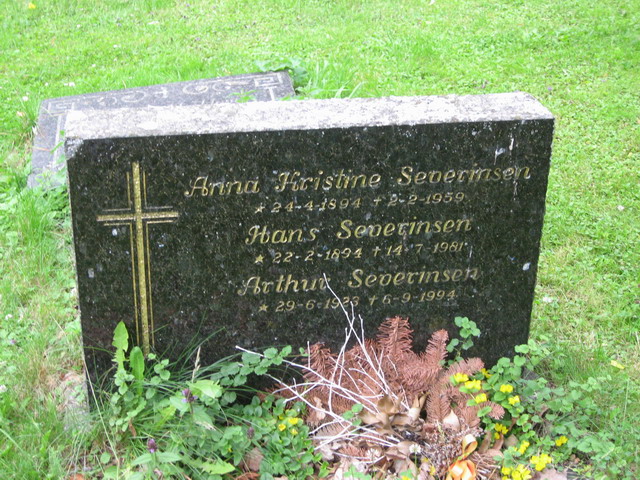 Anna Kristine Severinsen
* 24-4-1894 † 2-2-1959
Hans Severinsen
* 22-2-1894 † 14-7-1981
Arthur Severinsen
* 29-6-1923 † 6-9-1994